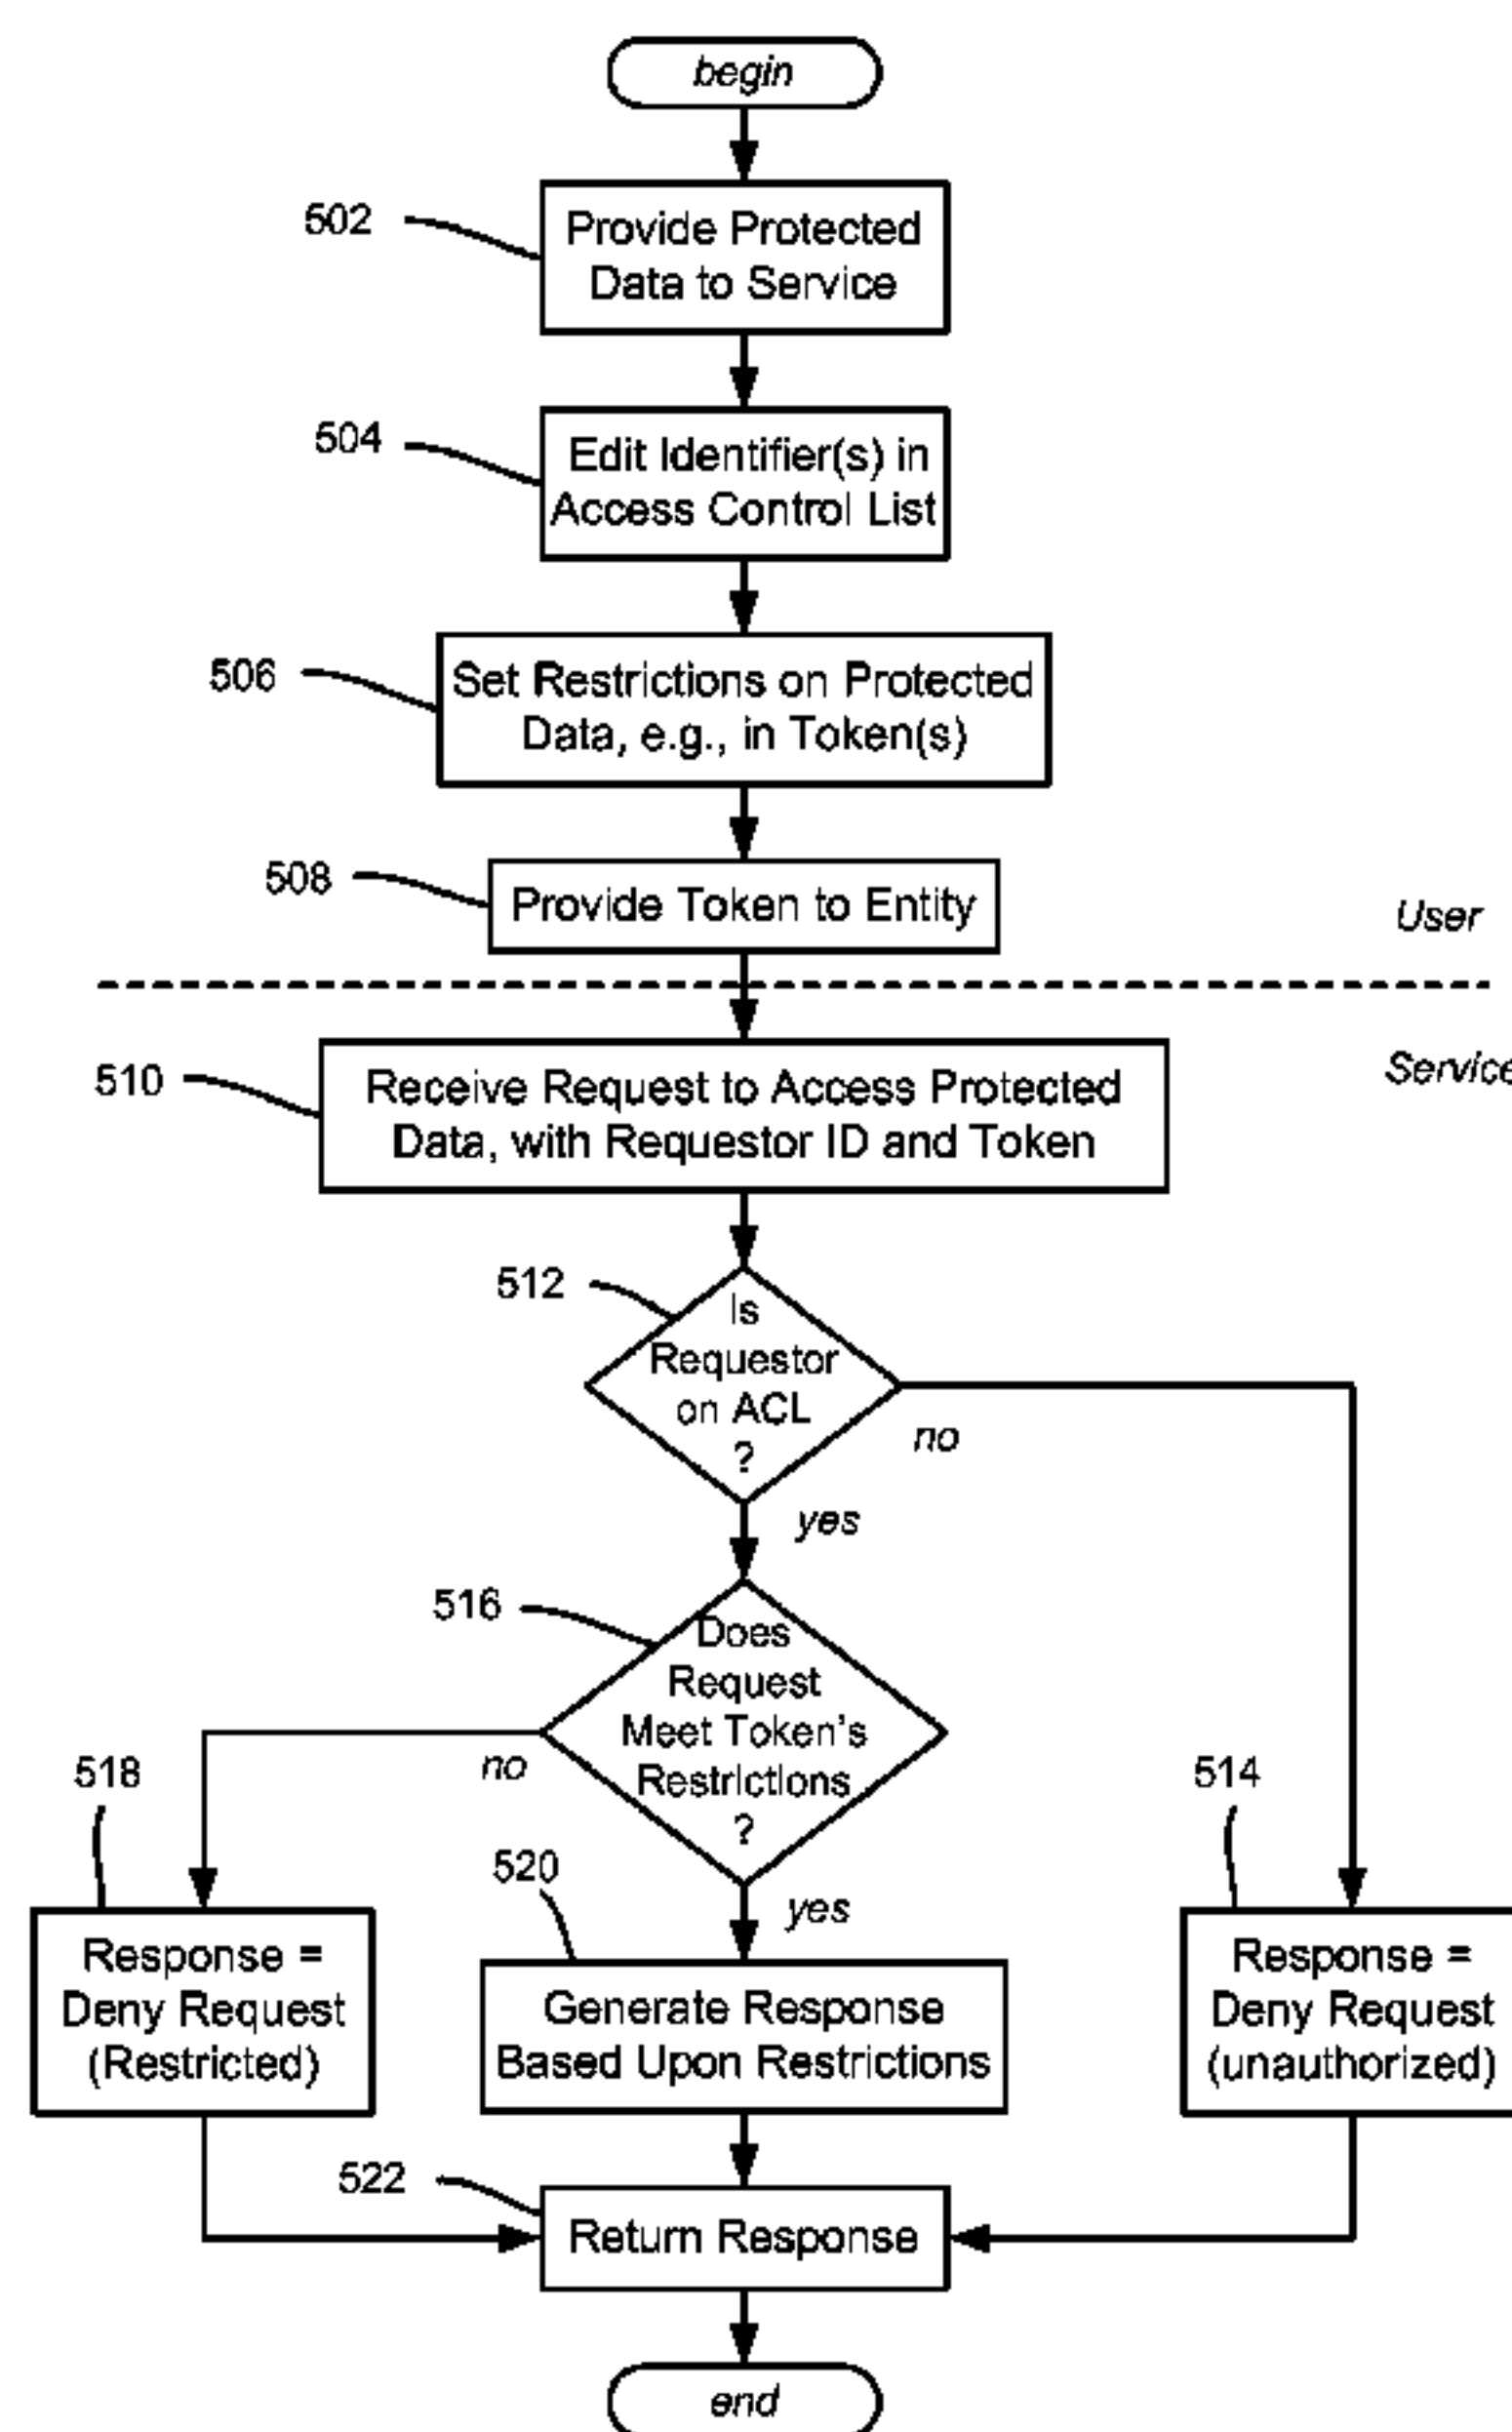 begin
502
Provide Protected
Data to Service
504
Edit Identifier(s) in
Access Control List
506
Set Restrictions on Protected
Data, e.g., in Token(s)
508
Provide Token to Entity
User
510
Receive Request to Access Protected
Data, with Requestor ID and Token
Service
512
Is
Requestor
on ACL
?
no
yes
516
Does
Request
Meet Token's
Restrictions
?
no
yes
518
Response =
Deny Request
(Restricted)
520
Generate Response
Based Upon Restrictions
514
Response =
Deny Request
(unauthorized)
522
Return Response
end